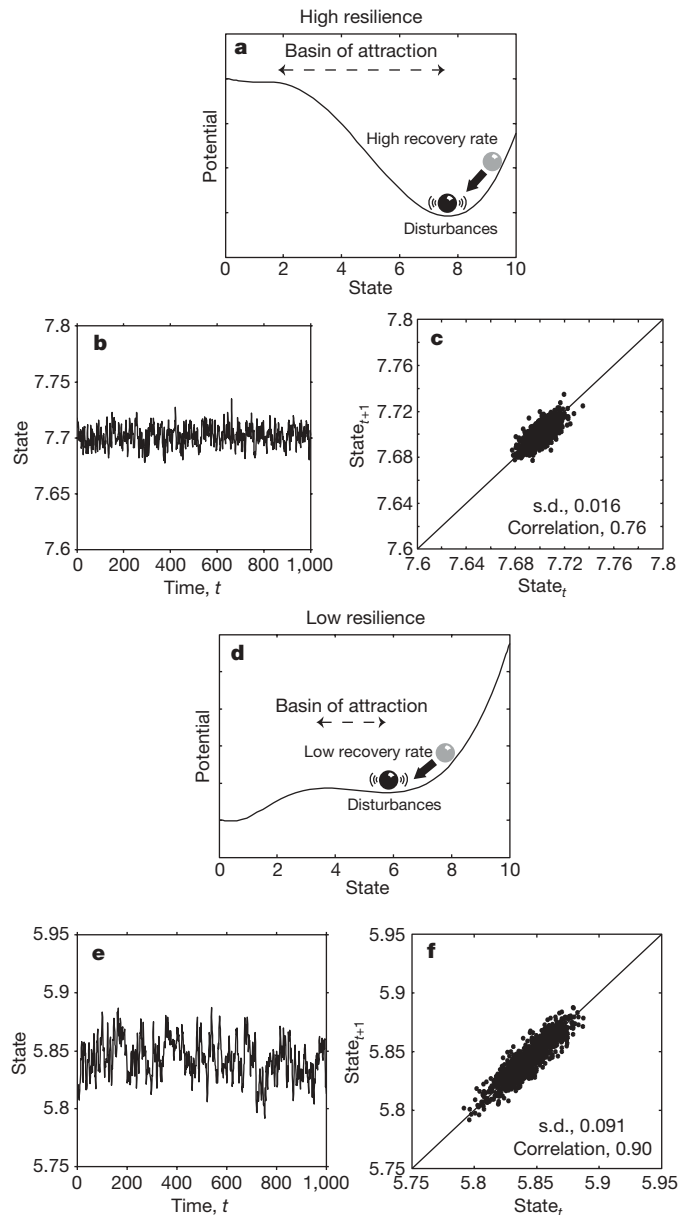 High resilience
a
Basin of attraction
High recovery rate
Disturbances
Potential
0 2 4 6 8 10
State
b
7.8
7.75
7.7
7.65
7.6
State
0 200 400 600 800 1,000
Time, t
c
7.8
7.76
7.72
7.68
7.64
7.6
State t+1
s.d., 0.016
Correlation, 0.76
7.6 7.64 7.68 7.72 7.76 7.8
State t
Low resilience
d
Basin of attraction
Low recovery rate
Disturbances
Potential
0 2 4 6 8 10
State
e
5.95
5.9
5.85
5.8
5.75
State
0 200 400 600 800 1,000
Time, t
f
5.95
5.9
5.85
5.8
5.75
State t+1
s.d., 0.091
Correlation, 0.90
5.75 5.8 5.85 5.9 5.95
State t